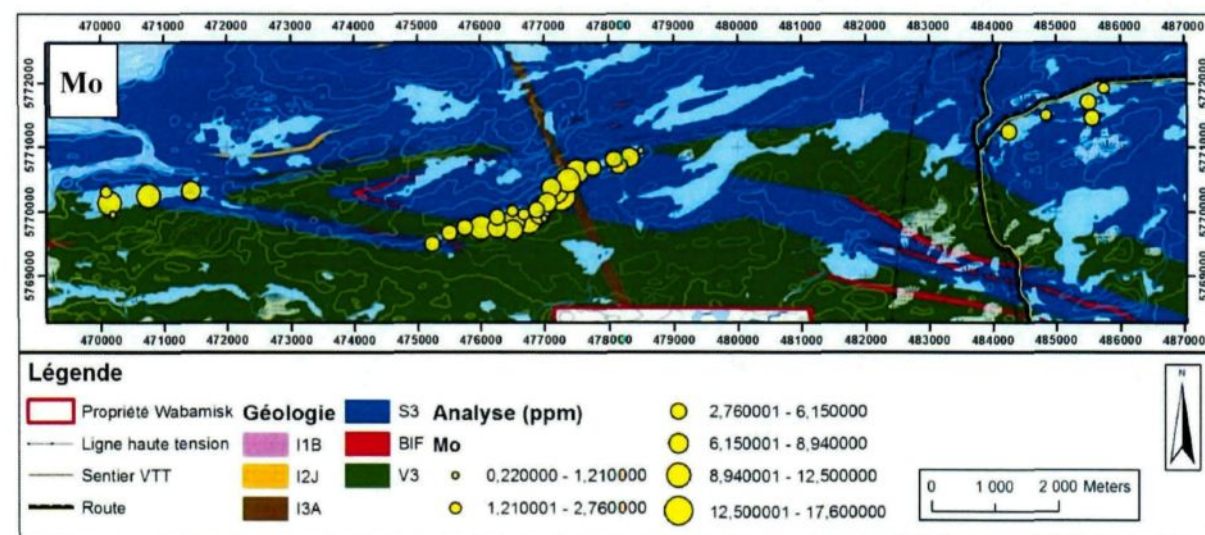 470000 471000 472000 473000 474000 475000 476000 477000 478000 479000 480000 481000 482000 483000 484000 485000 486000 487000
Mo
5772000 5771000 5770000 5769000
5772000 5771000 5770000 5769000
470000 471000 472000 473000 474000 475000 476000 477000 478000 479000 480000 481000 482000 483000 484000 485000 486000 487000
Légende
Propriété Wabamisk
Ligne haute tension
Sentier VTT
Route
Géologie
I1B
I2J
I3A
S3
BIF
V3
Analyse (ppm)
Mo
0,220000 - 1,210000
1,210001 - 2,760000
2,760001 - 6,150000
6,150001 - 8,940000
8,940001 - 12,500000
12,500001 - 17,600000
N
0 1 000 2 000 Meters